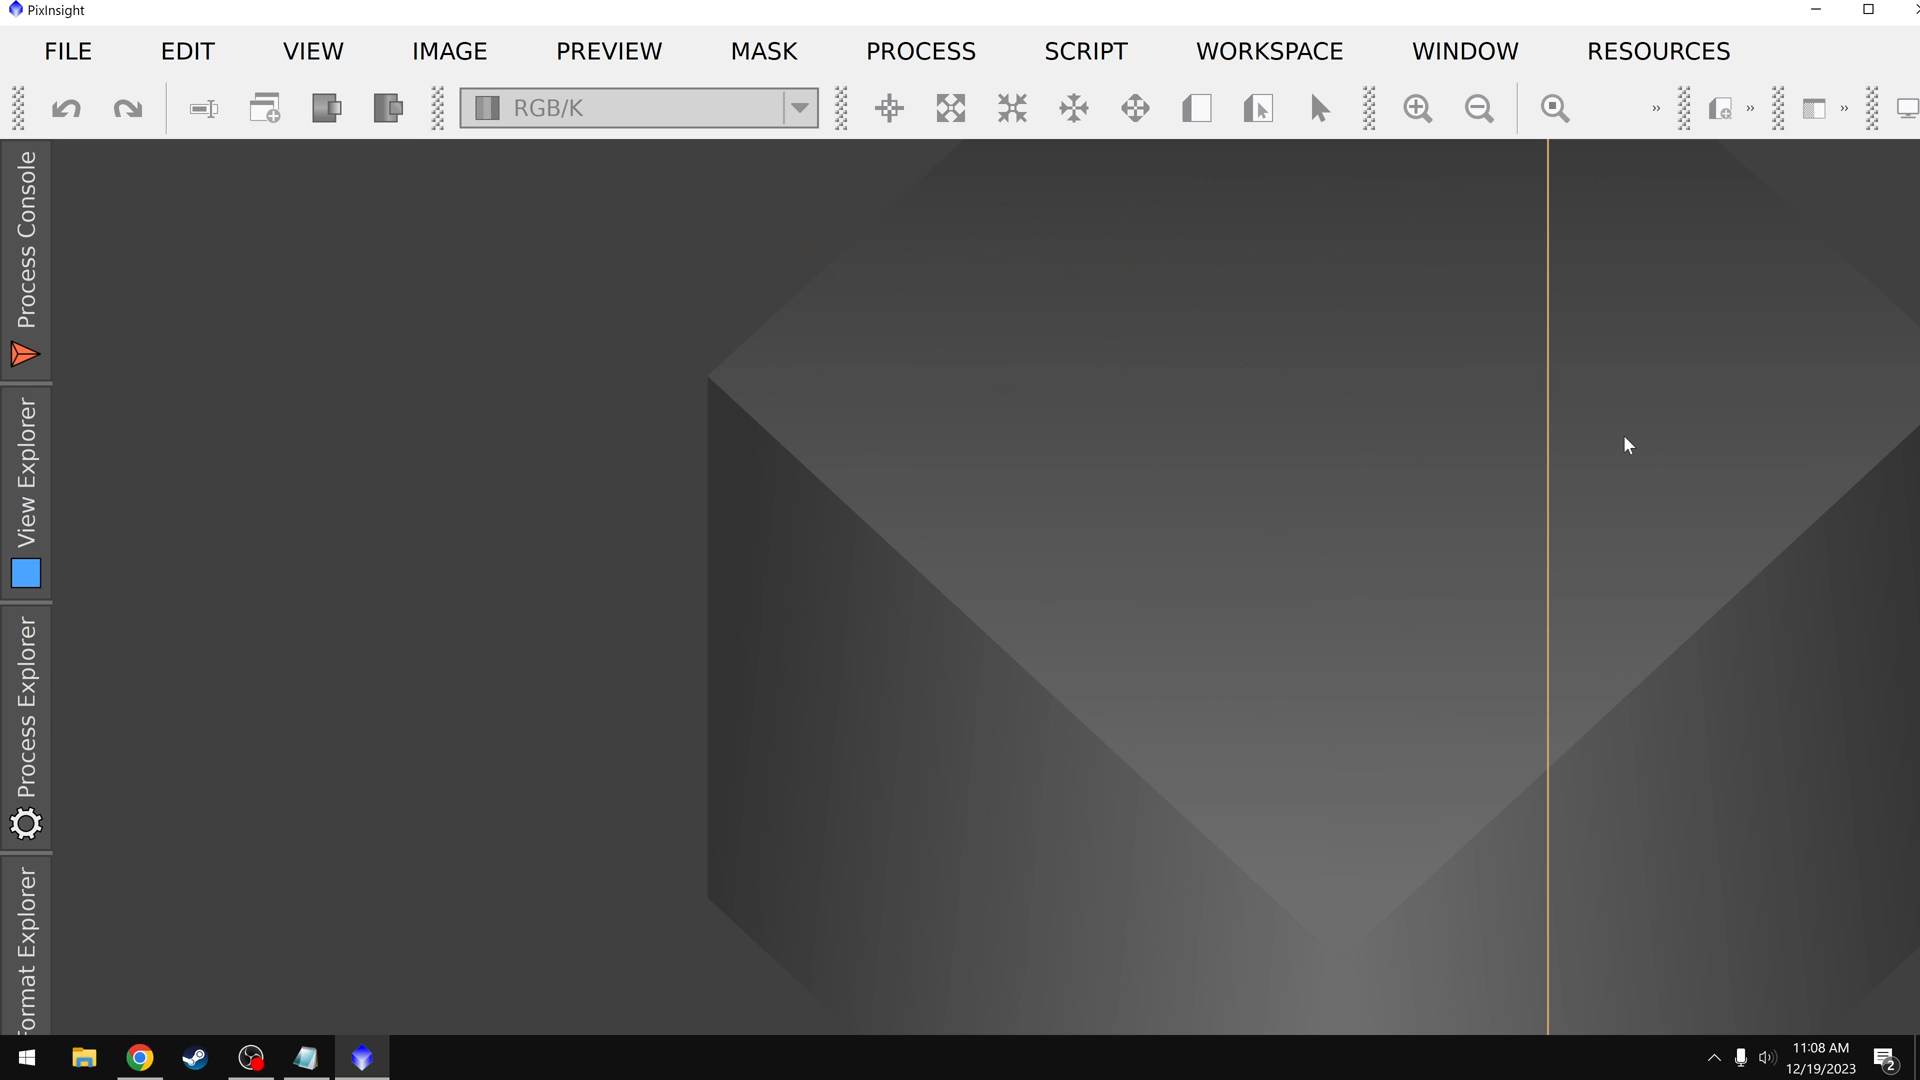 PixInsight
FILE EDIT VIEW IMAGE PREVIEW MASK PROCESS SCRIPT WORKSPACE WINDOW RESOURCES
RGB/K
» » »
Process Console
View Explorer
Process Explorer
ormat Explorer
11:08 AM
12/19/2023
2